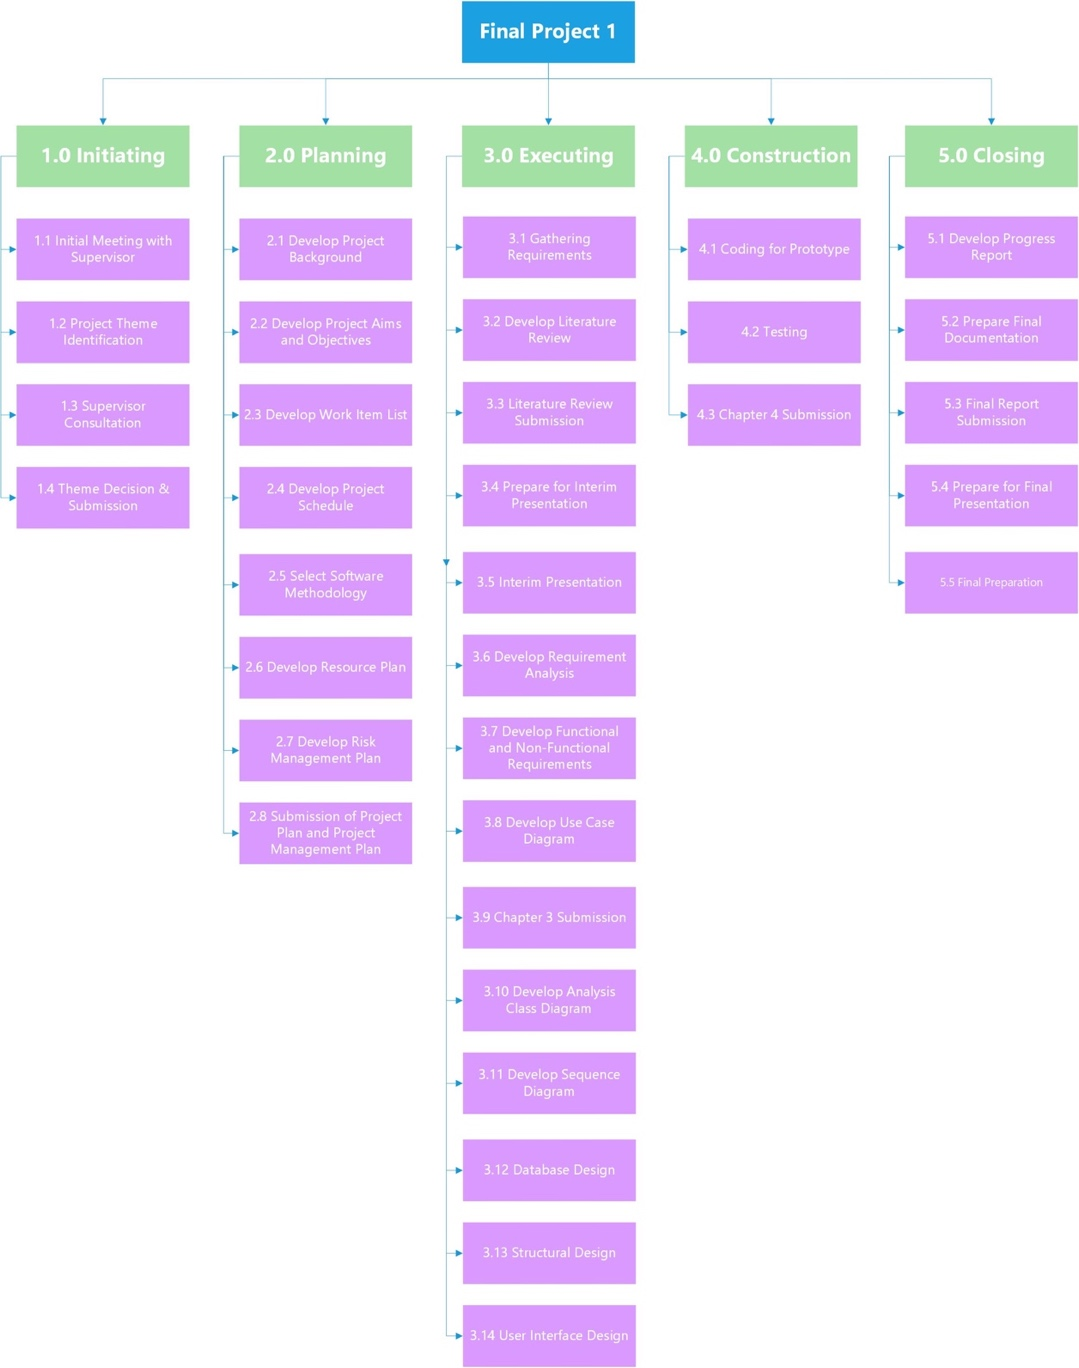 Final Project 1
1.0 Initiating
2.0 Planning
3.0 Executing
4.0 Construction
5.0 Closing
1.1 Initial Meeting with
Supervisor
1.2 Project Theme
Identification
1.3 Supervisor
Consultation
1.4 Theme Decision &
Submission
2.1 Develop Project
Background
2.2 Develop Project Aims
and Objectives
2.3 Develop Work Item List
2.4 Develop Project
Schedule
2.5 Select Software
Methodology
2.6 Develop Resource Plan
2.7 Develop Risk
Management Plan
2.8 Submission of Project
Plan and Project
Management Plan
3.1 Gathering
Requirements
3.2 Develop Literature
Review
3.3 Literature Review
Submission
3.4 Prepare for Interim
Presentation
3.5 Interim Presentation
3.6 Develop Requirement
Analysis
3.7 Develop Functional
and Non-Functional
Requirements
3.8 Develop Use Case
Diagram
3.9 Chapter 3 Submission
3.10 Develop Analysis
Class Diagram
3.11 Develop Sequence
Diagram
3.12 Database Design
3.13 Structural Design
3.14 User Interface Design
4.1 Coding for Prototype
4.2 Testing
4.3 Chapter 4 Submission
5.1 Develop Progress
Report
5.2 Prepare Final
Documentation
5.3 Final Report
Submission
5.4 Prepare for Final
Presentation
5.5 Final Preparation